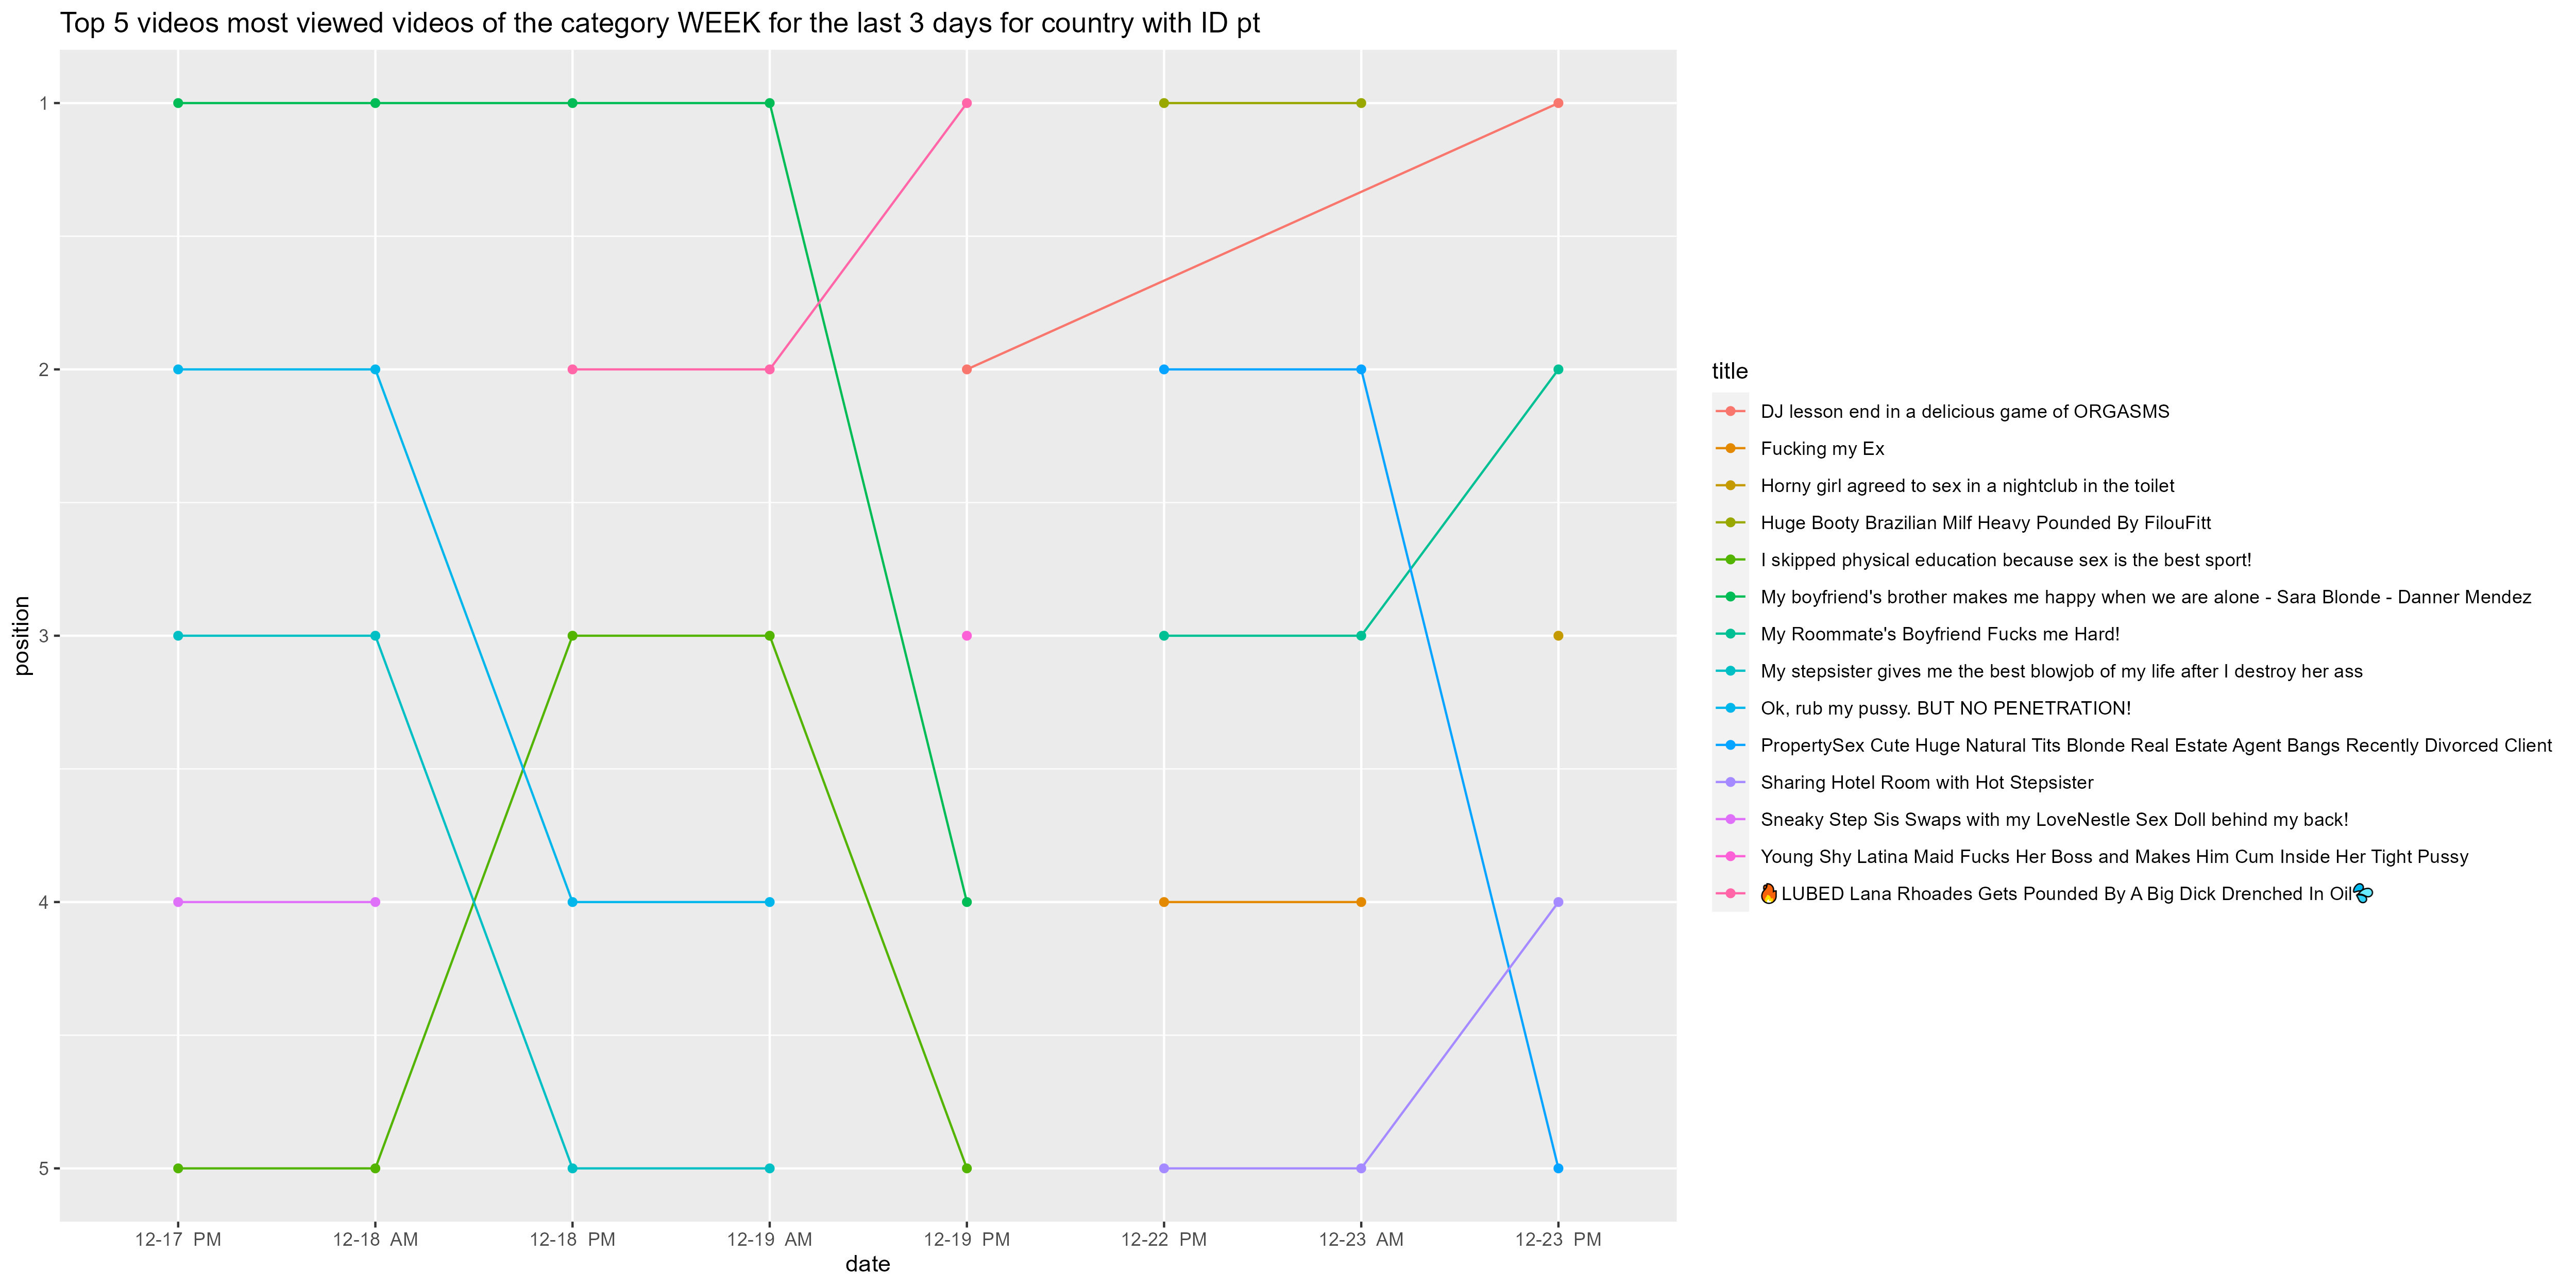 Top 5 videos most viewed videos of the category WEEK for the last 3 days for country with ID pt
position
1
2
3
4
5
12-17 PM
12-18 AM
12-18 PM
12-19 AM
12-19 PM
12-22 PM
12-23 AM
12-23 PM
date
title
DJ lesson end in a delicious game of ORGASMS
Fucking my Ex
Horny girl agreed to sex in a nightclub in the toilet
Huge Booty Brazilian Milf Heavy Pounded By FilouFitt
I skipped physical education because sex is the best sport!
My boyfriend's brother makes me happy when we are alone - Sara Blonde - Danner Mendez
My Roommate's Boyfriend Fucks me Hard!
My stepsister gives me the best blowjob of my life after I destroy her ass
Ok, rub my pussy. BUT NO PENETRATION!
PropertySex Cute Huge Natural Tits Blonde Real Estate Agent Bangs Recently Divorced Client
Sharing Hotel Room with Hot Stepsister
Sneaky Step Sis Swaps with my LoveNestle Sex Doll behind my back!
Young Shy Latina Maid Fucks Her Boss and Makes Him Cum Inside Her Tight Pussy
🔥LUBED Lana Rhoades Gets Pounded By A Big Dick Drenched In Oil💦